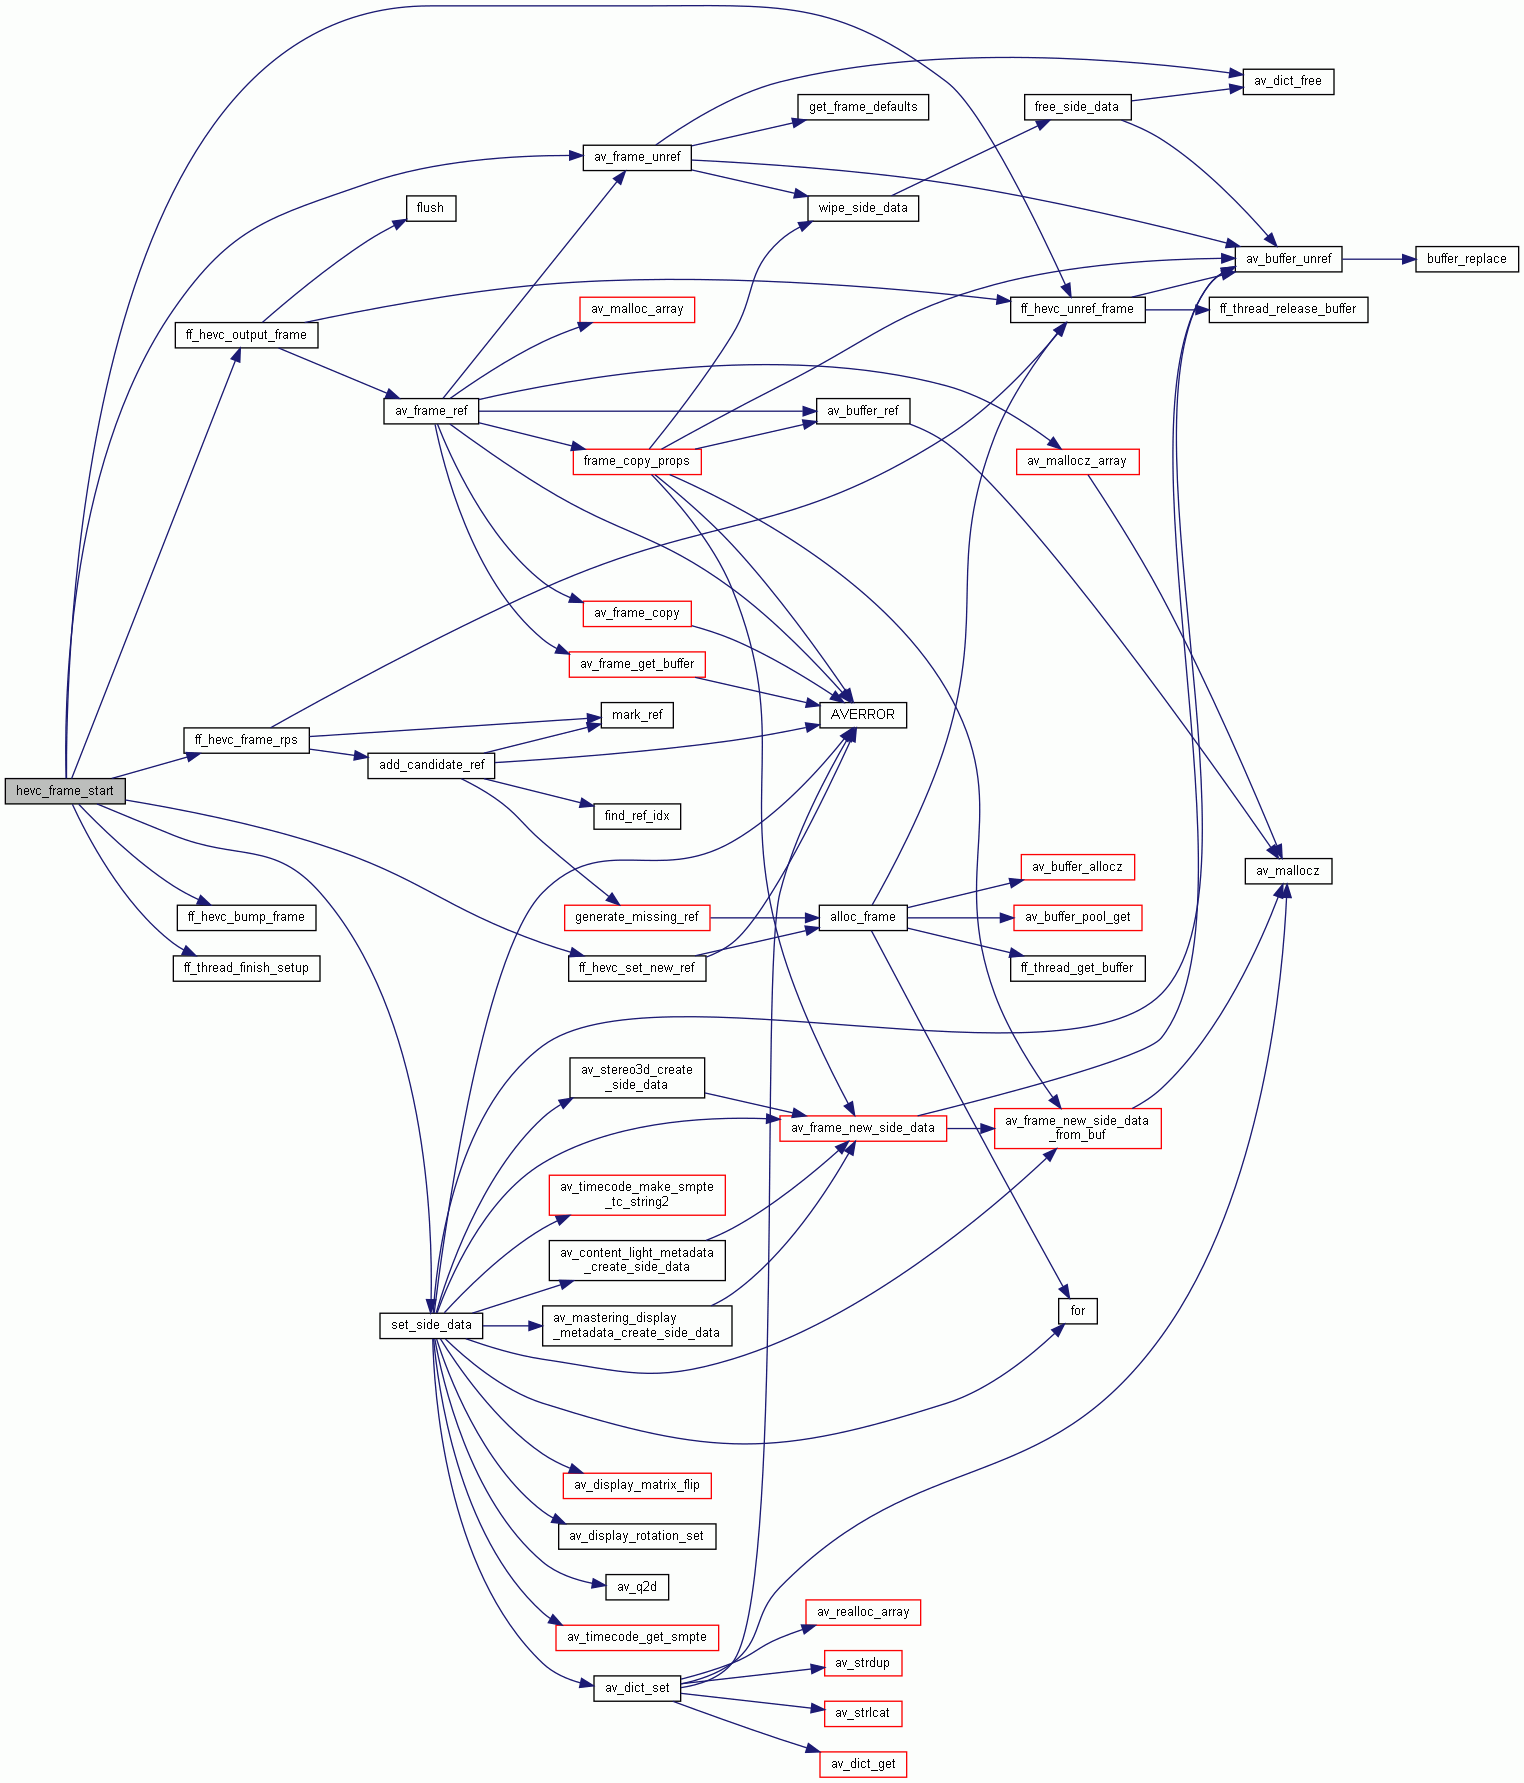 av_dict_free
get_frame_defaults
free_side_data
av_frame_unref
flush
wipe_side_data
av_buffer_unref
buffer_replace
av_malloc_array
ff_hevc_unref_frame
ff_thread_release_buffer
ff_hevc_output_frame
av_frame_ref
av_buffer_ref
frame_copy_props
av_mallocz_array
av_frame_copy
av_frame_get_buffer
mark_ref
AVERROR
ff_hevc_frame_rps
add_candidate_ref
hevc_frame_start
find_ref_idx
av_buffer_allocz
av_mallocz
ff_hevc_bump_frame
generate_missing_ref
alloc_frame
av_buffer_pool_get
ff_thread_finish_setup
ff_hevc_set_new_ref
ff_thread_get_buffer
av_stereo3d_create
_side_data
av_frame_new_side_data
av_frame_new_side_data
_from_buf
av_timecode_make_smpte
_tc_string2
av_content_light_metadata
_create_side_data
set_side_data
av_mastering_display
_metadata_create_side_data
for
av_display_matrix_flip
av_display_rotation_set
av_q2d
av_realloc_array
av_timecode_get_smpte
av_strdup
av_dict_set
av_strlcat
av_dict_get